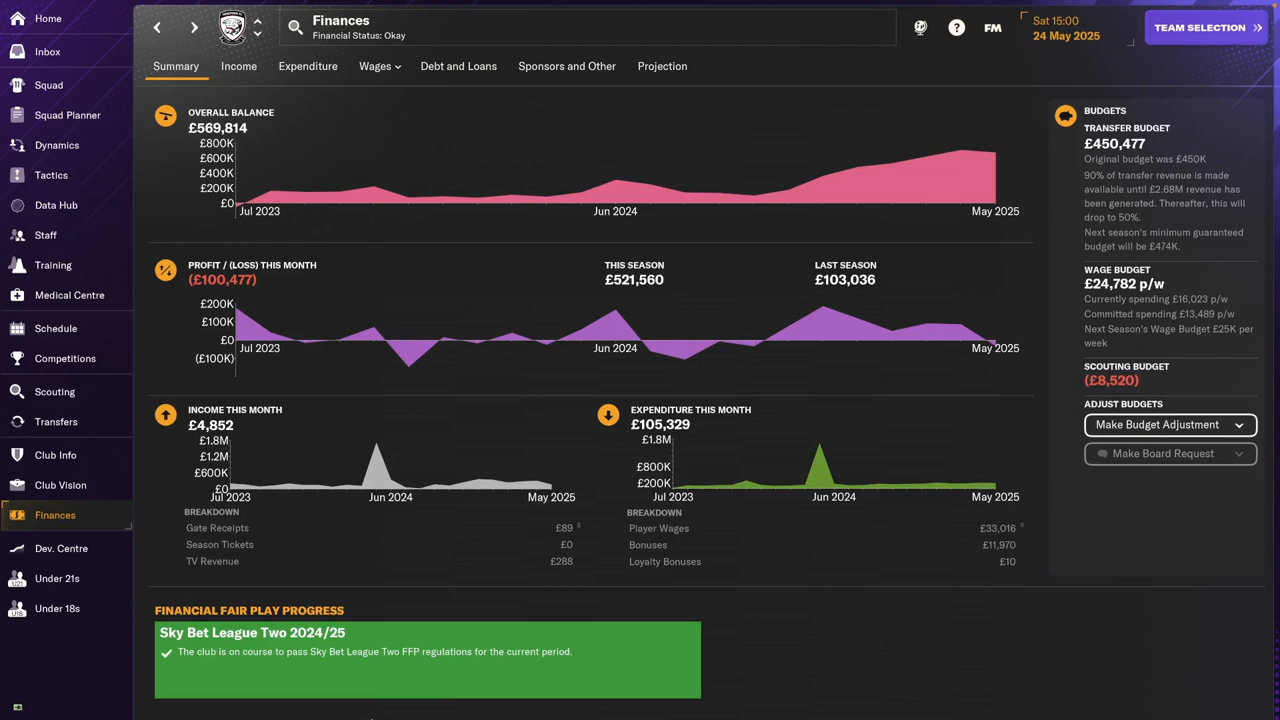 Home
Inbox
Squad
Squad Planner
Dynamics
Tactics
Data Hub
Staff
Training
Medical Centre
Schedule
Competitions
Scouting
Transfers
Club Info
Club Vision
Finances
Dev. Centre
Under 21s
Under 18s
Finances
Financial Status: Okay
?
FM
Sat 15:00
24 May 2025
TEAM SELECTION
Summary
Income
Expenditure
Wages
Debt and Loans
Sponsors and Other
Projection
OVERALL BALANCE
£569,814
£800K
£600K
£400K
£200K
£0
Jul 2023
Jun 2024
May 2025
PROFIT / (LOSS) THIS MONTH
(£100,477)
THIS SEASON
£521,560
LAST SEASON
£103,036
£200K
£100K
£0
(£100K)
Jul 2023
Jun 2024
May 2025
INCOME THIS MONTH
£4,852
£1.8M
£1.2M
£600K
£0
Jul 2023
Jun 2024
May 2025
BREAKDOWN
Gate Receipts £89
Season Tickets £0
TV Revenue £288
EXPENDITURE THIS MONTH
£105,329
£1.8M
£800K
£200K
Jul 2023
Jun 2024
May 2025
BREAKDOWN
Player Wages £33,016
Bonuses £11,970
Loyalty Bonuses £10
BUDGETS
TRANSFER BUDGET
£450,477
Original budget was £450K
90% of transfer revenue is made
available until £2.68M revenue has
been generated. Thereafter, this will
drop to 50%.
Next season's minimum guaranteed
budget will be £474K.
WAGE BUDGET
£24,782 p/w
Currently spending £16,023 p/w
Committed spending £13,489 p/w
Next Season's Wage Budget £25K per
week
SCOUTING BUDGET
(£8,520)
ADJUST BUDGETS
Make Budget Adjustment
Make Board Request
FINANCIAL FAIR PLAY PROGRESS
Sky Bet League Two 2024/25
The club is on course to pass Sky Bet League Two FFP regulations for the current period.